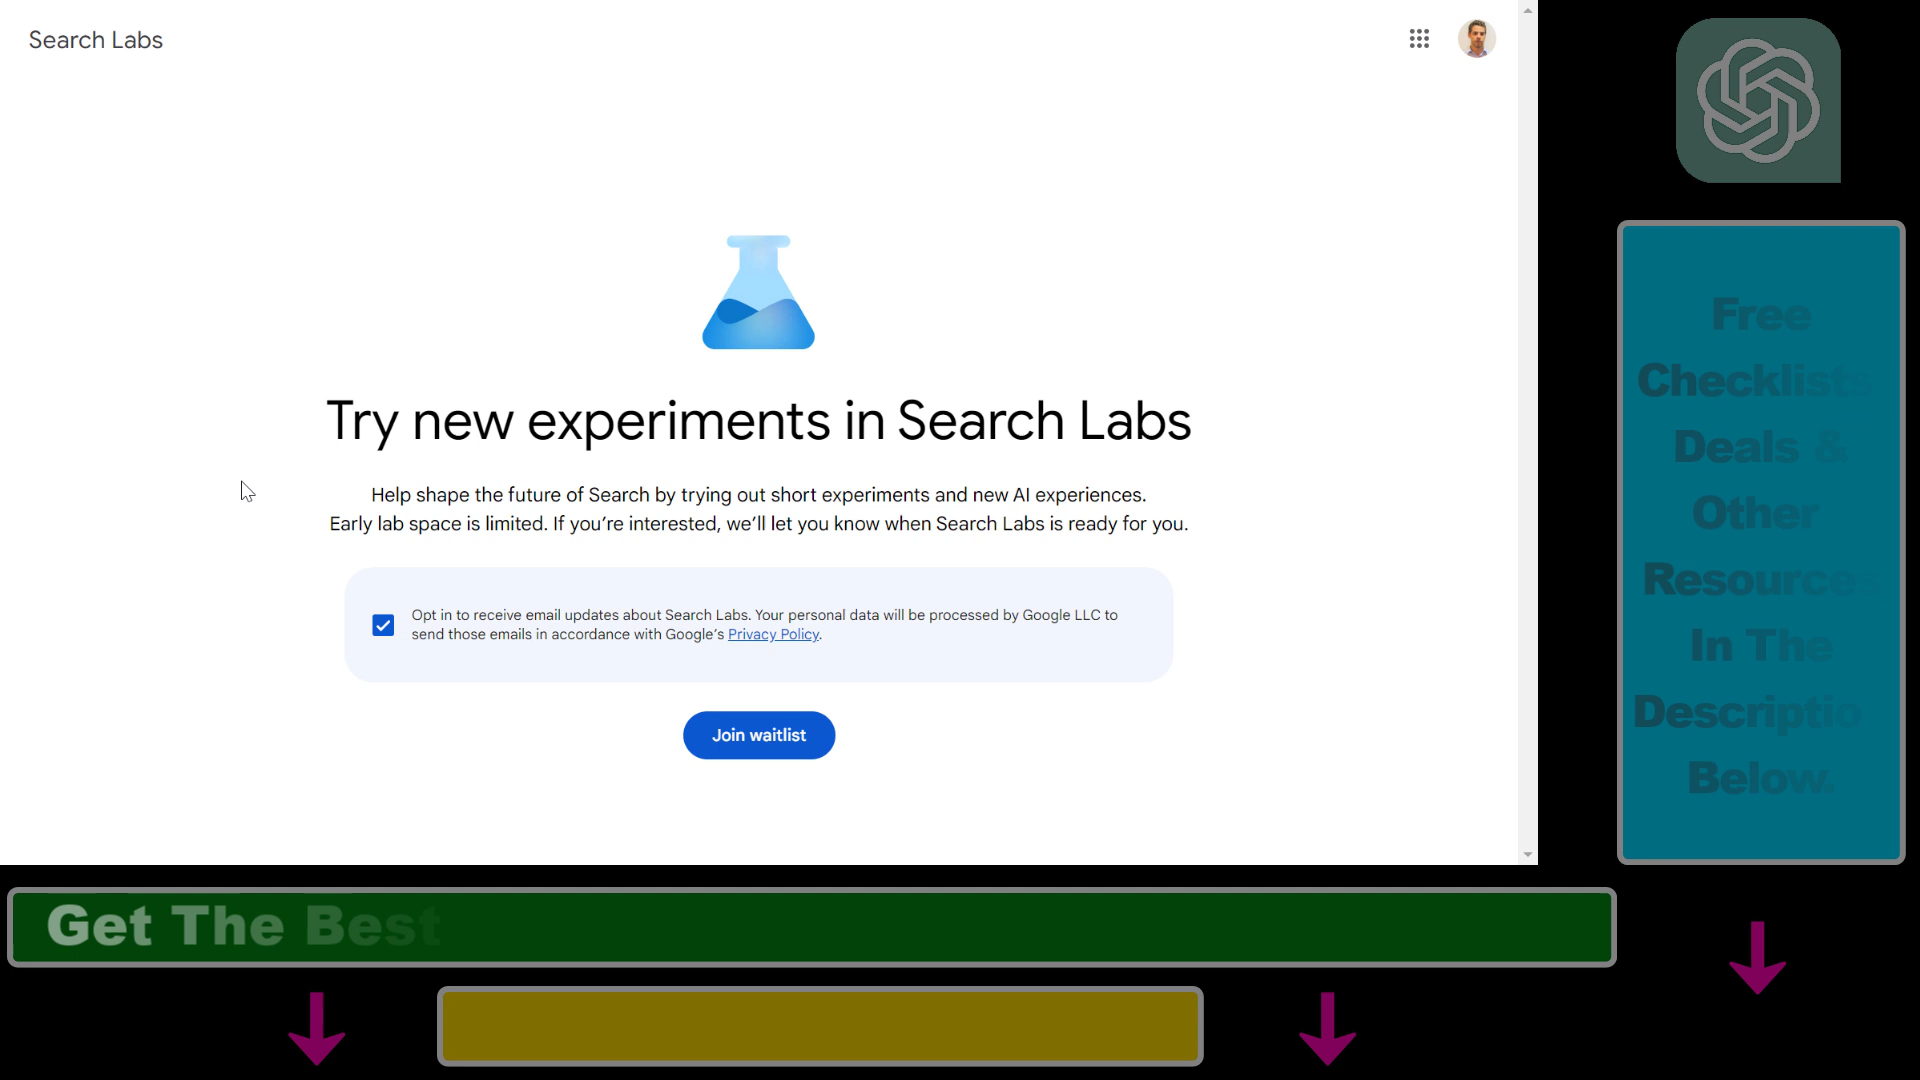 Search Labs
Try new experiments in Search Labs
Help shape the future of Search by trying out short experiments and new AI experiences.
Early lab space is limited. If you’re interested, we’ll let you know when Search Labs is ready for you.
Opt in to receive email updates about Search Labs. Your personal data will be processed by Google LLC to
send those emails in accordance with Google’s Privacy Policy.
Join waitlist
Free
Checklists
Deals &
Other
Resources
In The
Descriptio
Below.
Get The Best